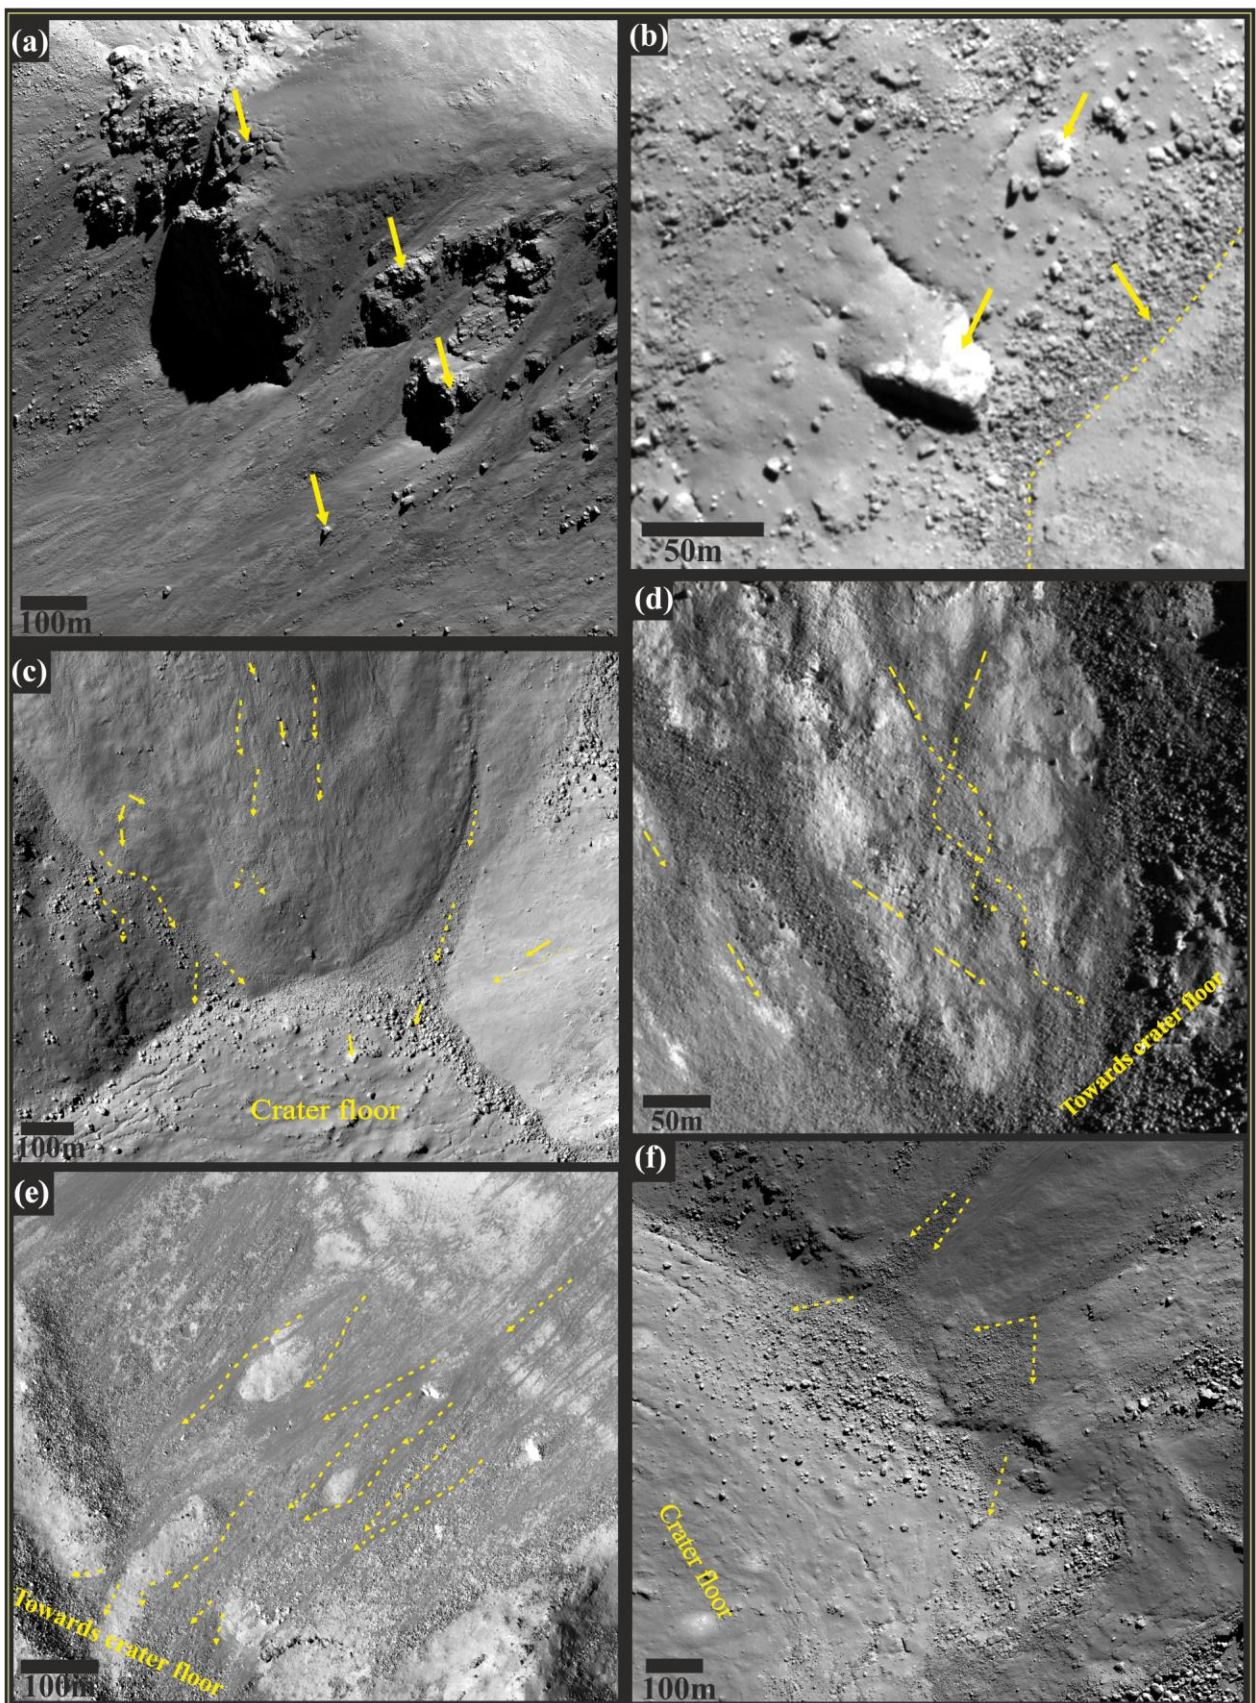 (a)
100m
(b)
50m
(c)
Crater floor
100m
(d)
Towards crater floor
50m
(e)
Towards crater floor
100m
(f)
Crater floor
100m